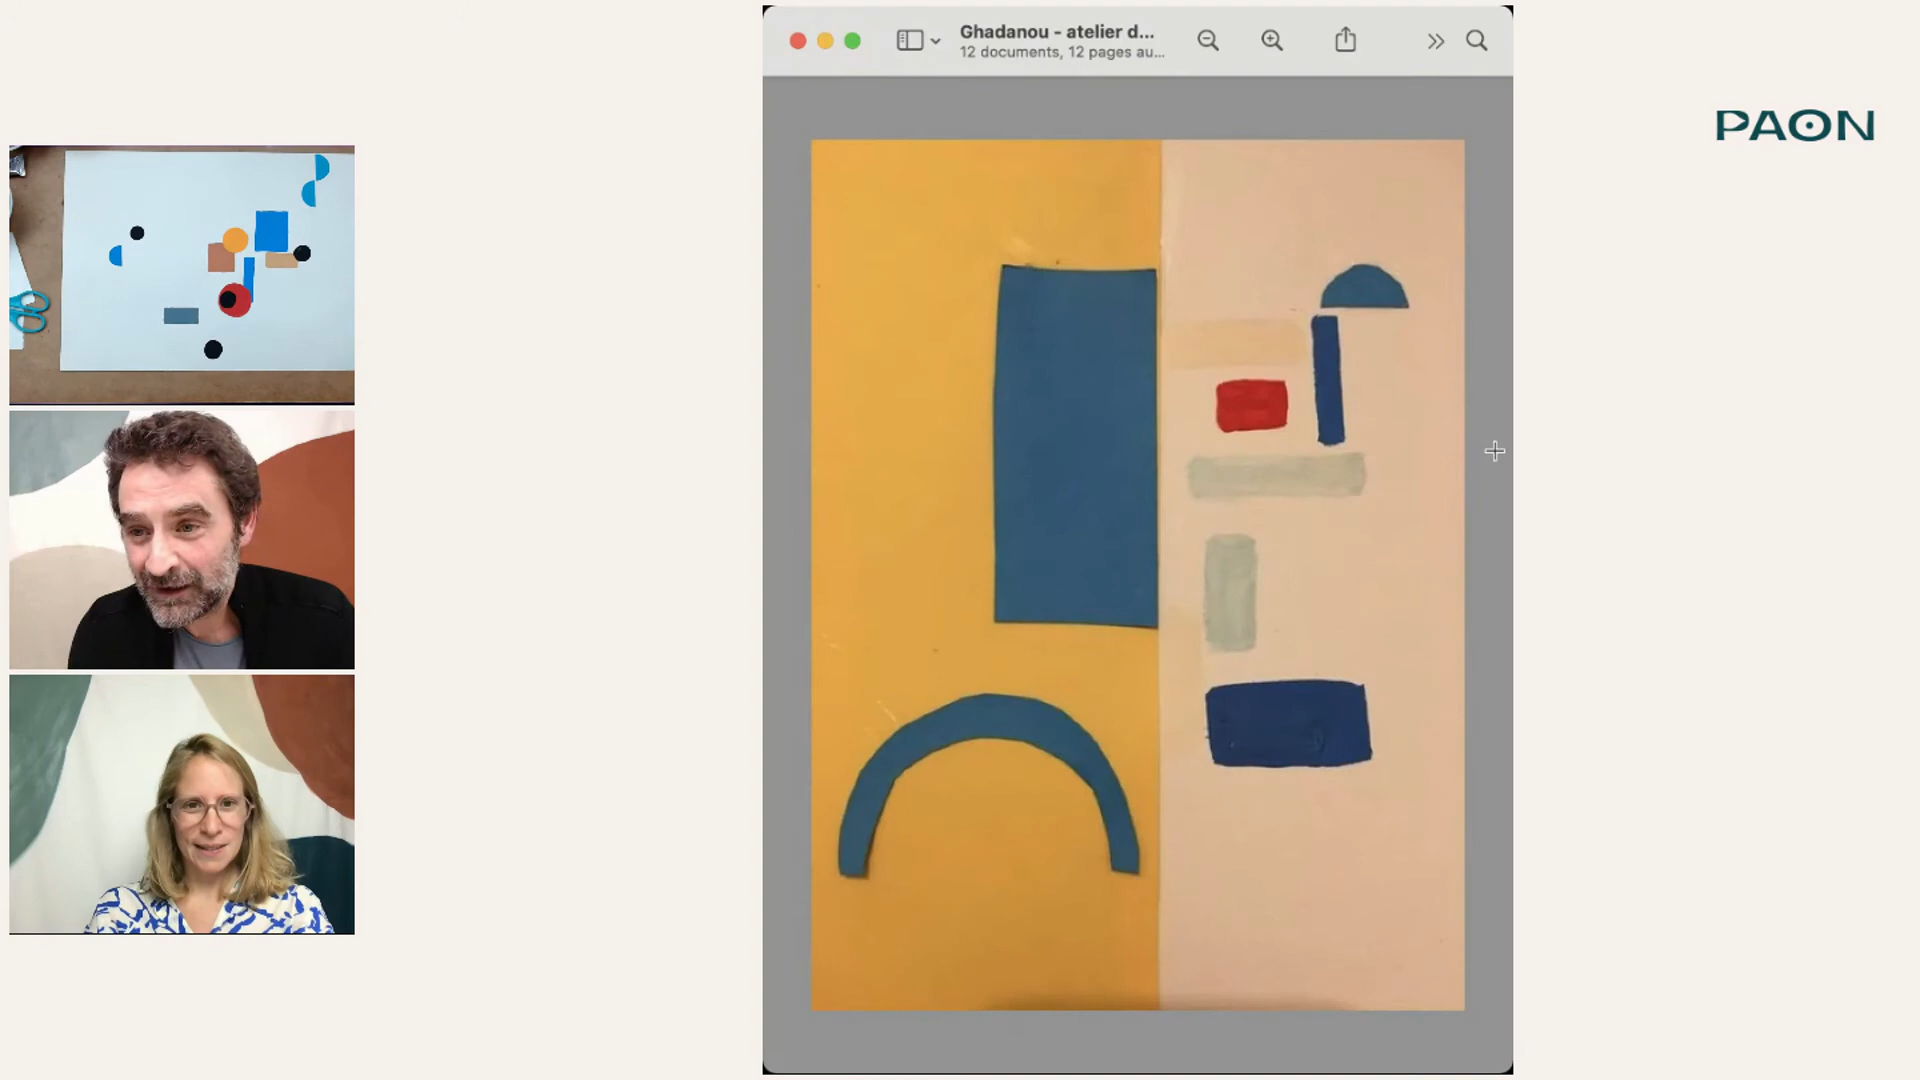 Ghadanou - atelier d...
12 documents, 12 pages au...
PAON